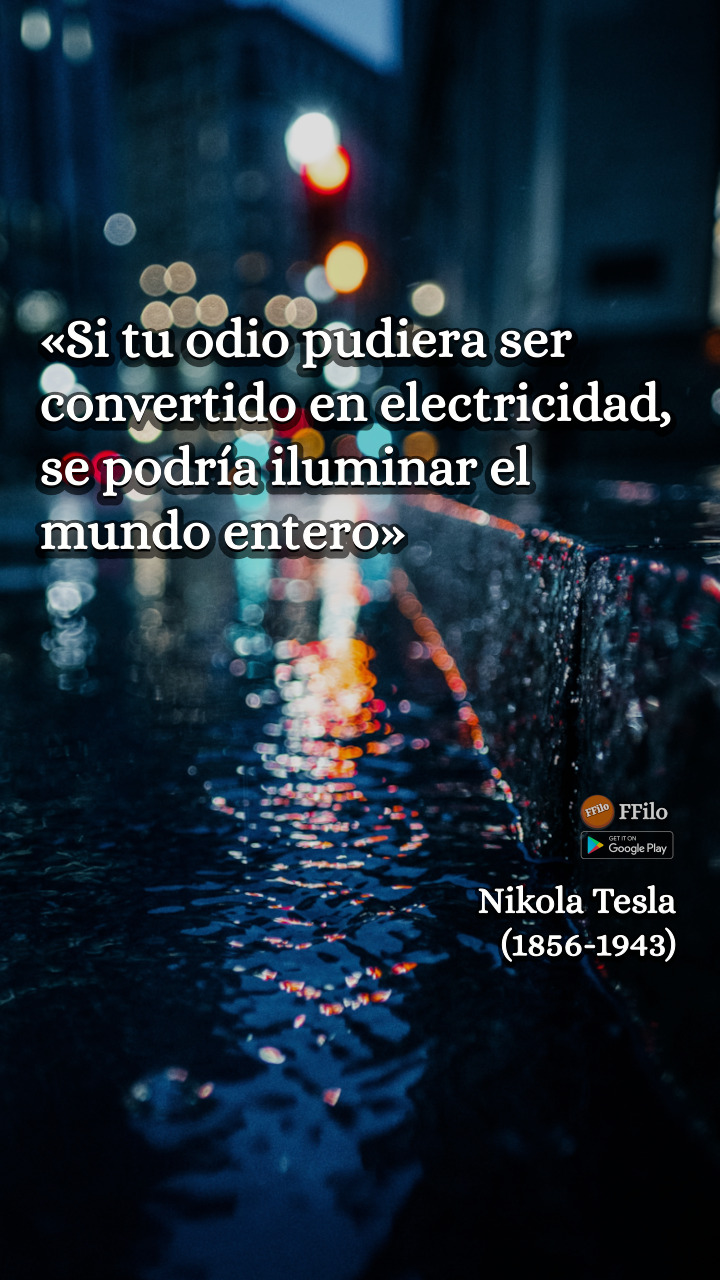 «Si tu odio pudiera ser
convertido en electricidad,
se podría iluminar el
mundo entero»
FFilo FFilo
GET IT ON
Google Play
Nikola Tesla
(1856-1943)